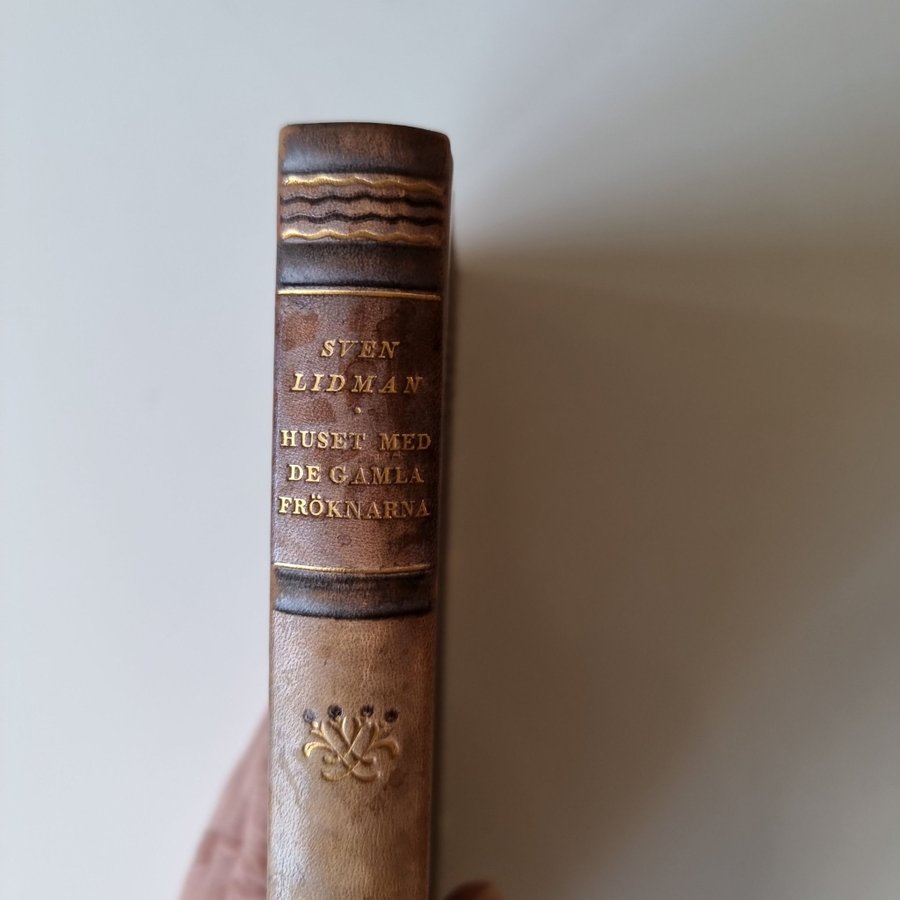 SVEN
LIDMAN
HUSET MED
DE GAMLA
FRÖKNARNA